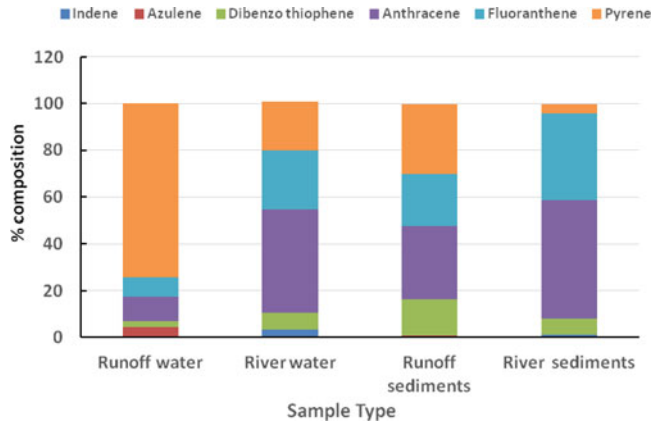 Indene Azulene Dibenzo thiophene Anthracene Fluoranthene Pyrene
120
100
80
60
40
20
0
% composition
Runoff water River water Runoff sediments River sediments
Sample Type